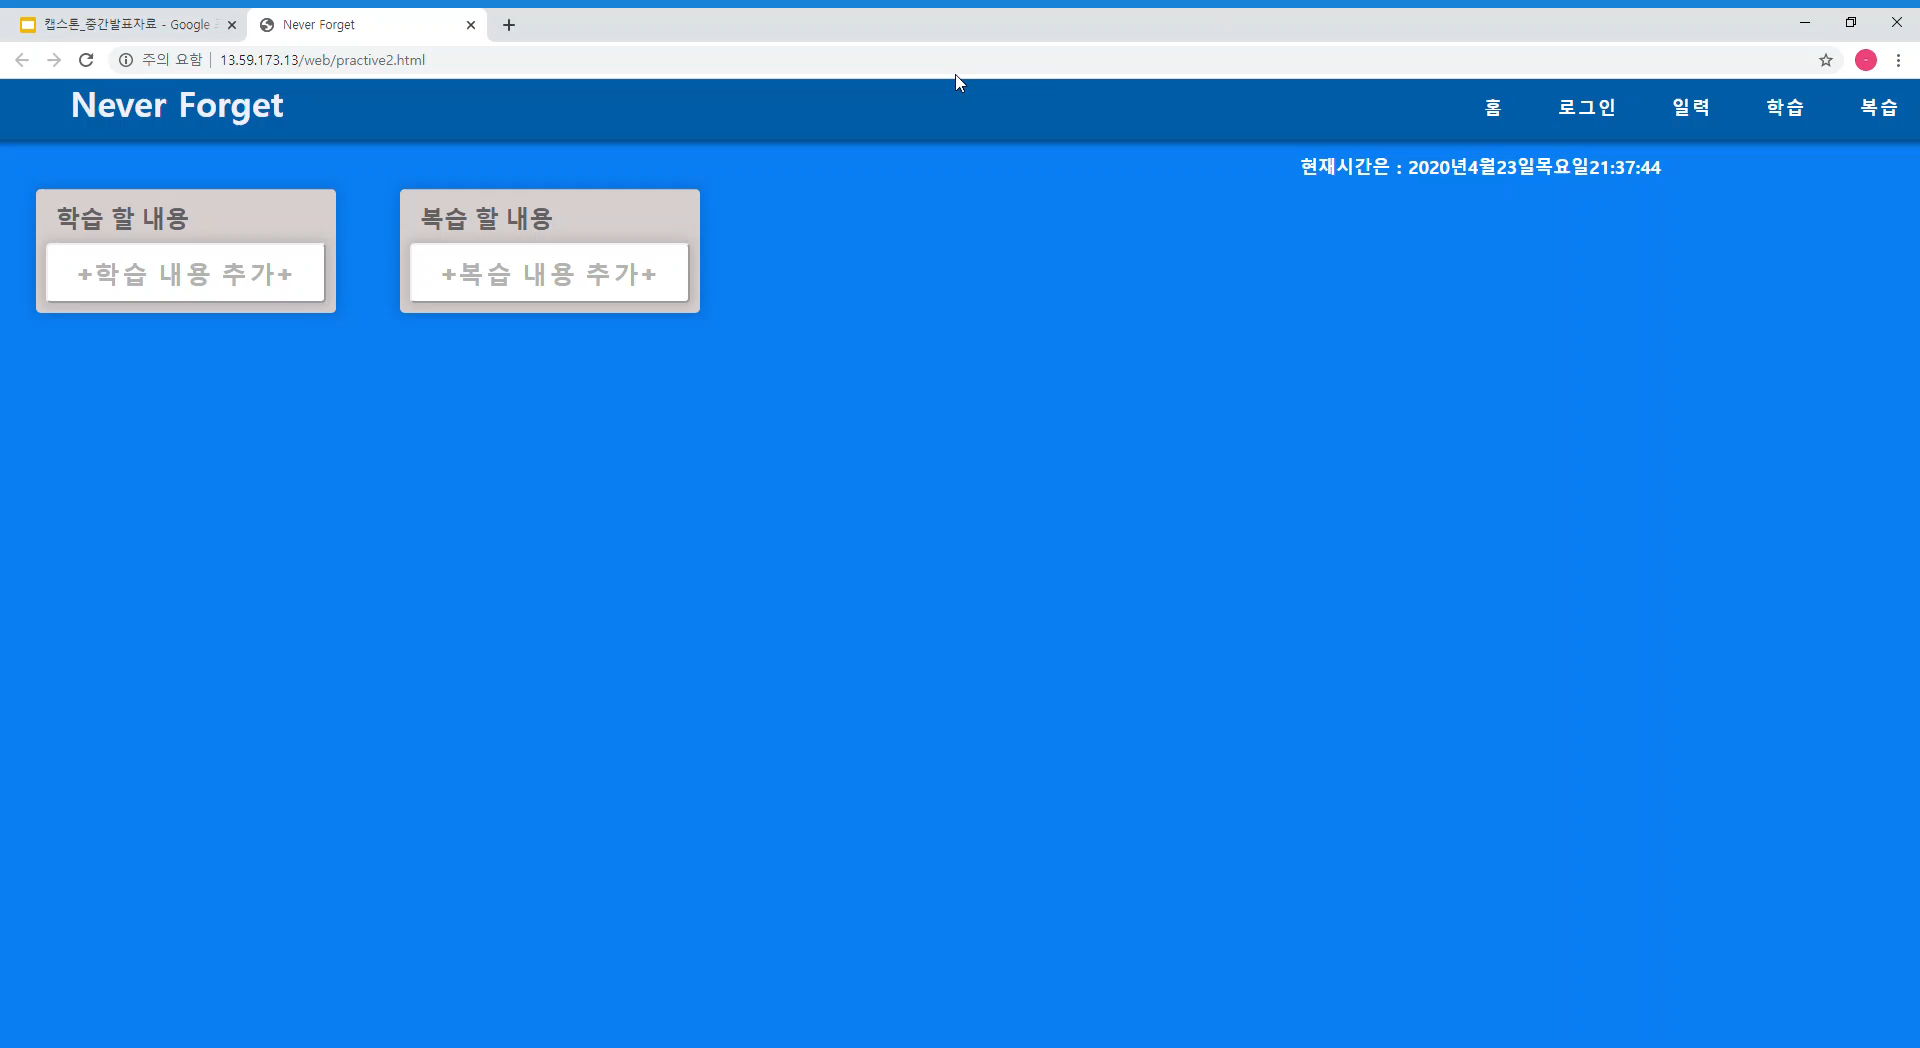 캡스톤_중간발표자료 - Google
Never Forget
주의 요함 | 13.59.173.13/web/practive2.html
Never Forget
홈 로그인 일력 학습 복습
현재시간은 : 2020년4월23일목요일21:37:44
학습 할 내용
+학습 내용 추가+
복습 할 내용
+복습 내용 추가+